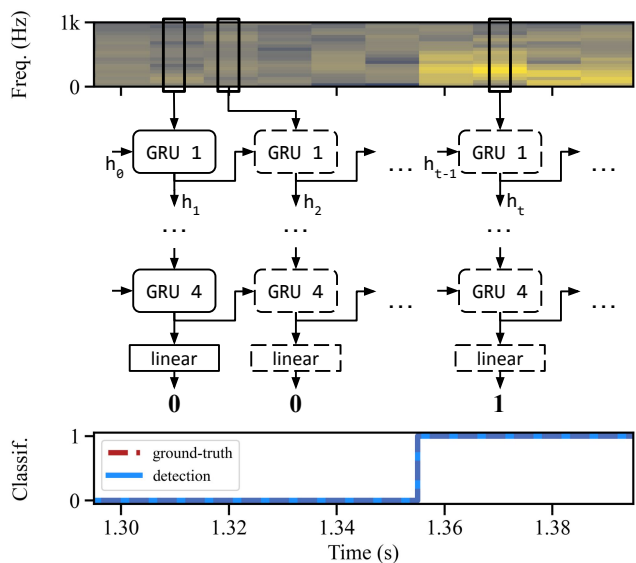 Freq. (Hz)
1k
0
GRU 1
GRU 1
GRU 1
h0
...
ht-1
...
h1
h2
ht
...
...
...
GRU 4
GRU 4
GRU 4
...
...
linear
linear
linear
0
0
1
Classif.
1
0
ground-truth
detection
1.30
1.32
1.34
1.36
1.38
Time (s)